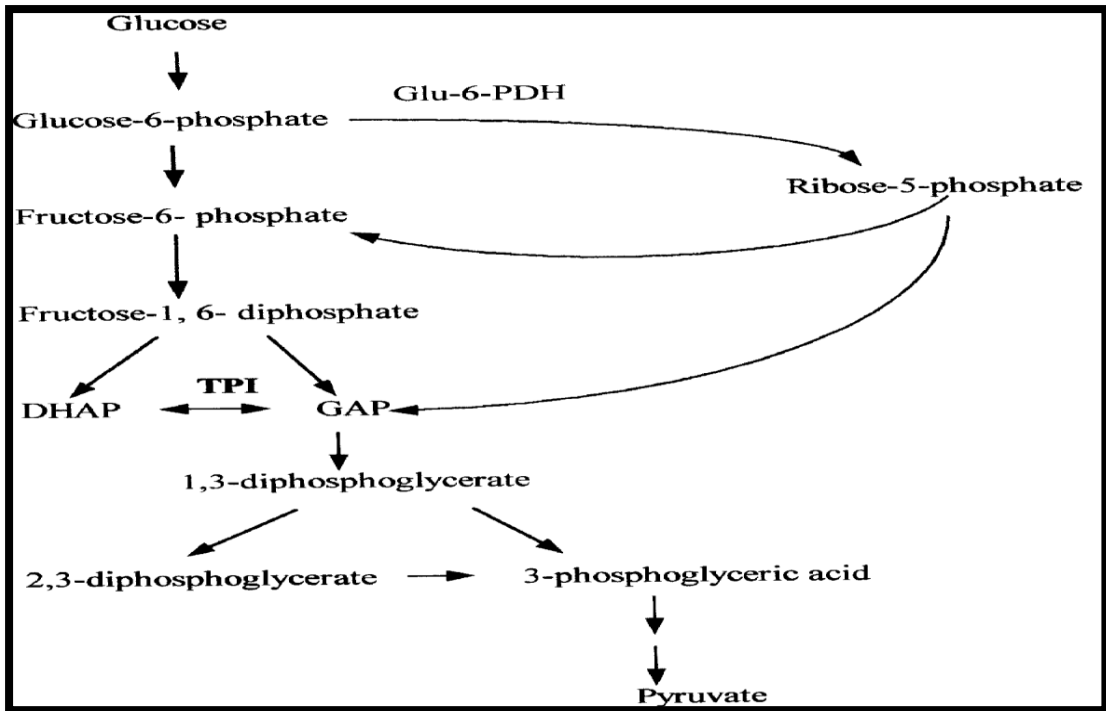 Glucose
Glu-6-PDH
Glucose-6-phosphate
Ribose-5-phosphate
Fructose-6- phosphate
Fructose-1, 6- diphosphate
TPI
DHAP
GAP
1,3-diphosphoglycerate
2,3-diphosphoglycerate
3-phosphoglyceric acid
Pyruvate